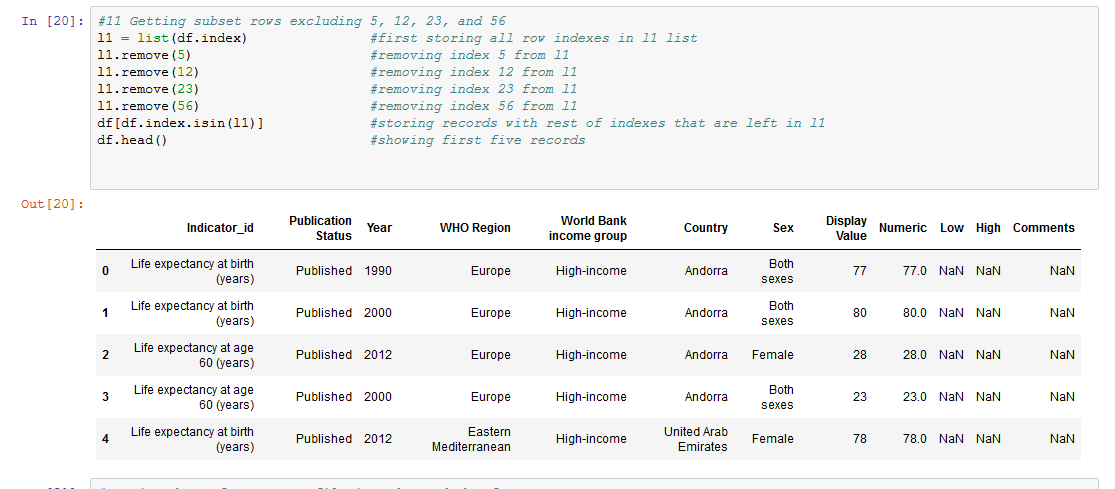 In [20]: #11 Getting subset rows excluding 5, 12, 23, and 56
l1 = list(df.index) #first storing all row indexes in l1 list
l1.remove(5) #removing index 5 from l1
l1.remove(12) #removing index 12 from l1
l1.remove(23) #removing index 23 from l1
l1.remove(56) #removing index 56 from l1
df[df.index.isin(l1)] #storing records with rest of indexes that are left in l1
df.head() #showing first five records
Out[20]:
Indicator_id Publication Status Year WHO Region World Bank income group Country Sex Display Value Numeric Low High Comments
0 Life expectancy at birth (years) Published 1990 Europe High-income Andorra Both sexes 77 77.0 NaN NaN NaN
1 Life expectancy at birth (years) Published 2000 Europe High-income Andorra Both sexes 80 80.0 NaN NaN NaN
2 Life expectancy at age 60 (years) Published 2012 Europe High-income Andorra Female 28 28.0 NaN NaN NaN
3 Life expectancy at age 60 (years) Published 2000 Europe High-income Andorra Both sexes 23 23.0 NaN NaN NaN
4 Life expectancy at birth (years) Published 2012 Eastern Mediterranean High-income United Arab Emirates Female 78 78.0 NaN NaN NaN